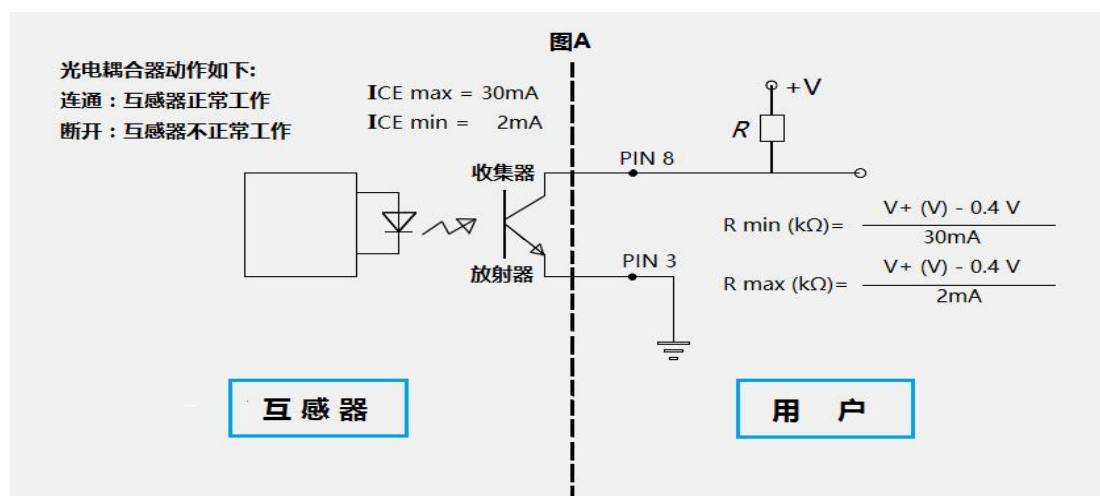 图A
光电耦合器动作如下:
连通：互感器正常工作
断开：互感器不正常工作
ICE max = 30mA
ICE min = 2mA
+V
R
PIN 8
收集器
R min (kΩ)= V+ (V) - 0.4 V
30mA
PIN 3
放射器
R max (kΩ)= V+ (V) - 0.4 V
2mA
互感器
用 户